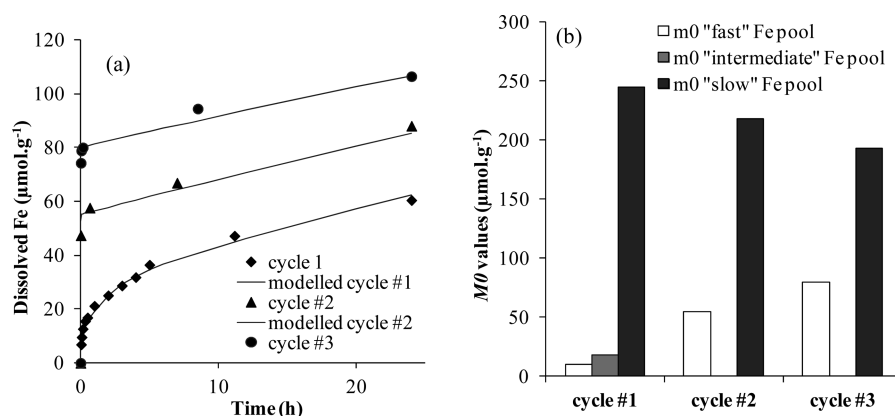 (a)
Dissolved Fe (µmol.g⁻¹)
120
100
80
60
40
20
0
0
10
20
Time (h)
cycle 1
modelled cycle #1
cycle #2
modelled cycle #2
cycle #3
(b)
M0 values (µmol.g⁻¹)
300
250
200
150
100
50
0
m0 "fast" Fe pool
m0 "intermediate" Fe pool
m0 "slow" Fe pool
cycle #1
cycle #2
cycle #3